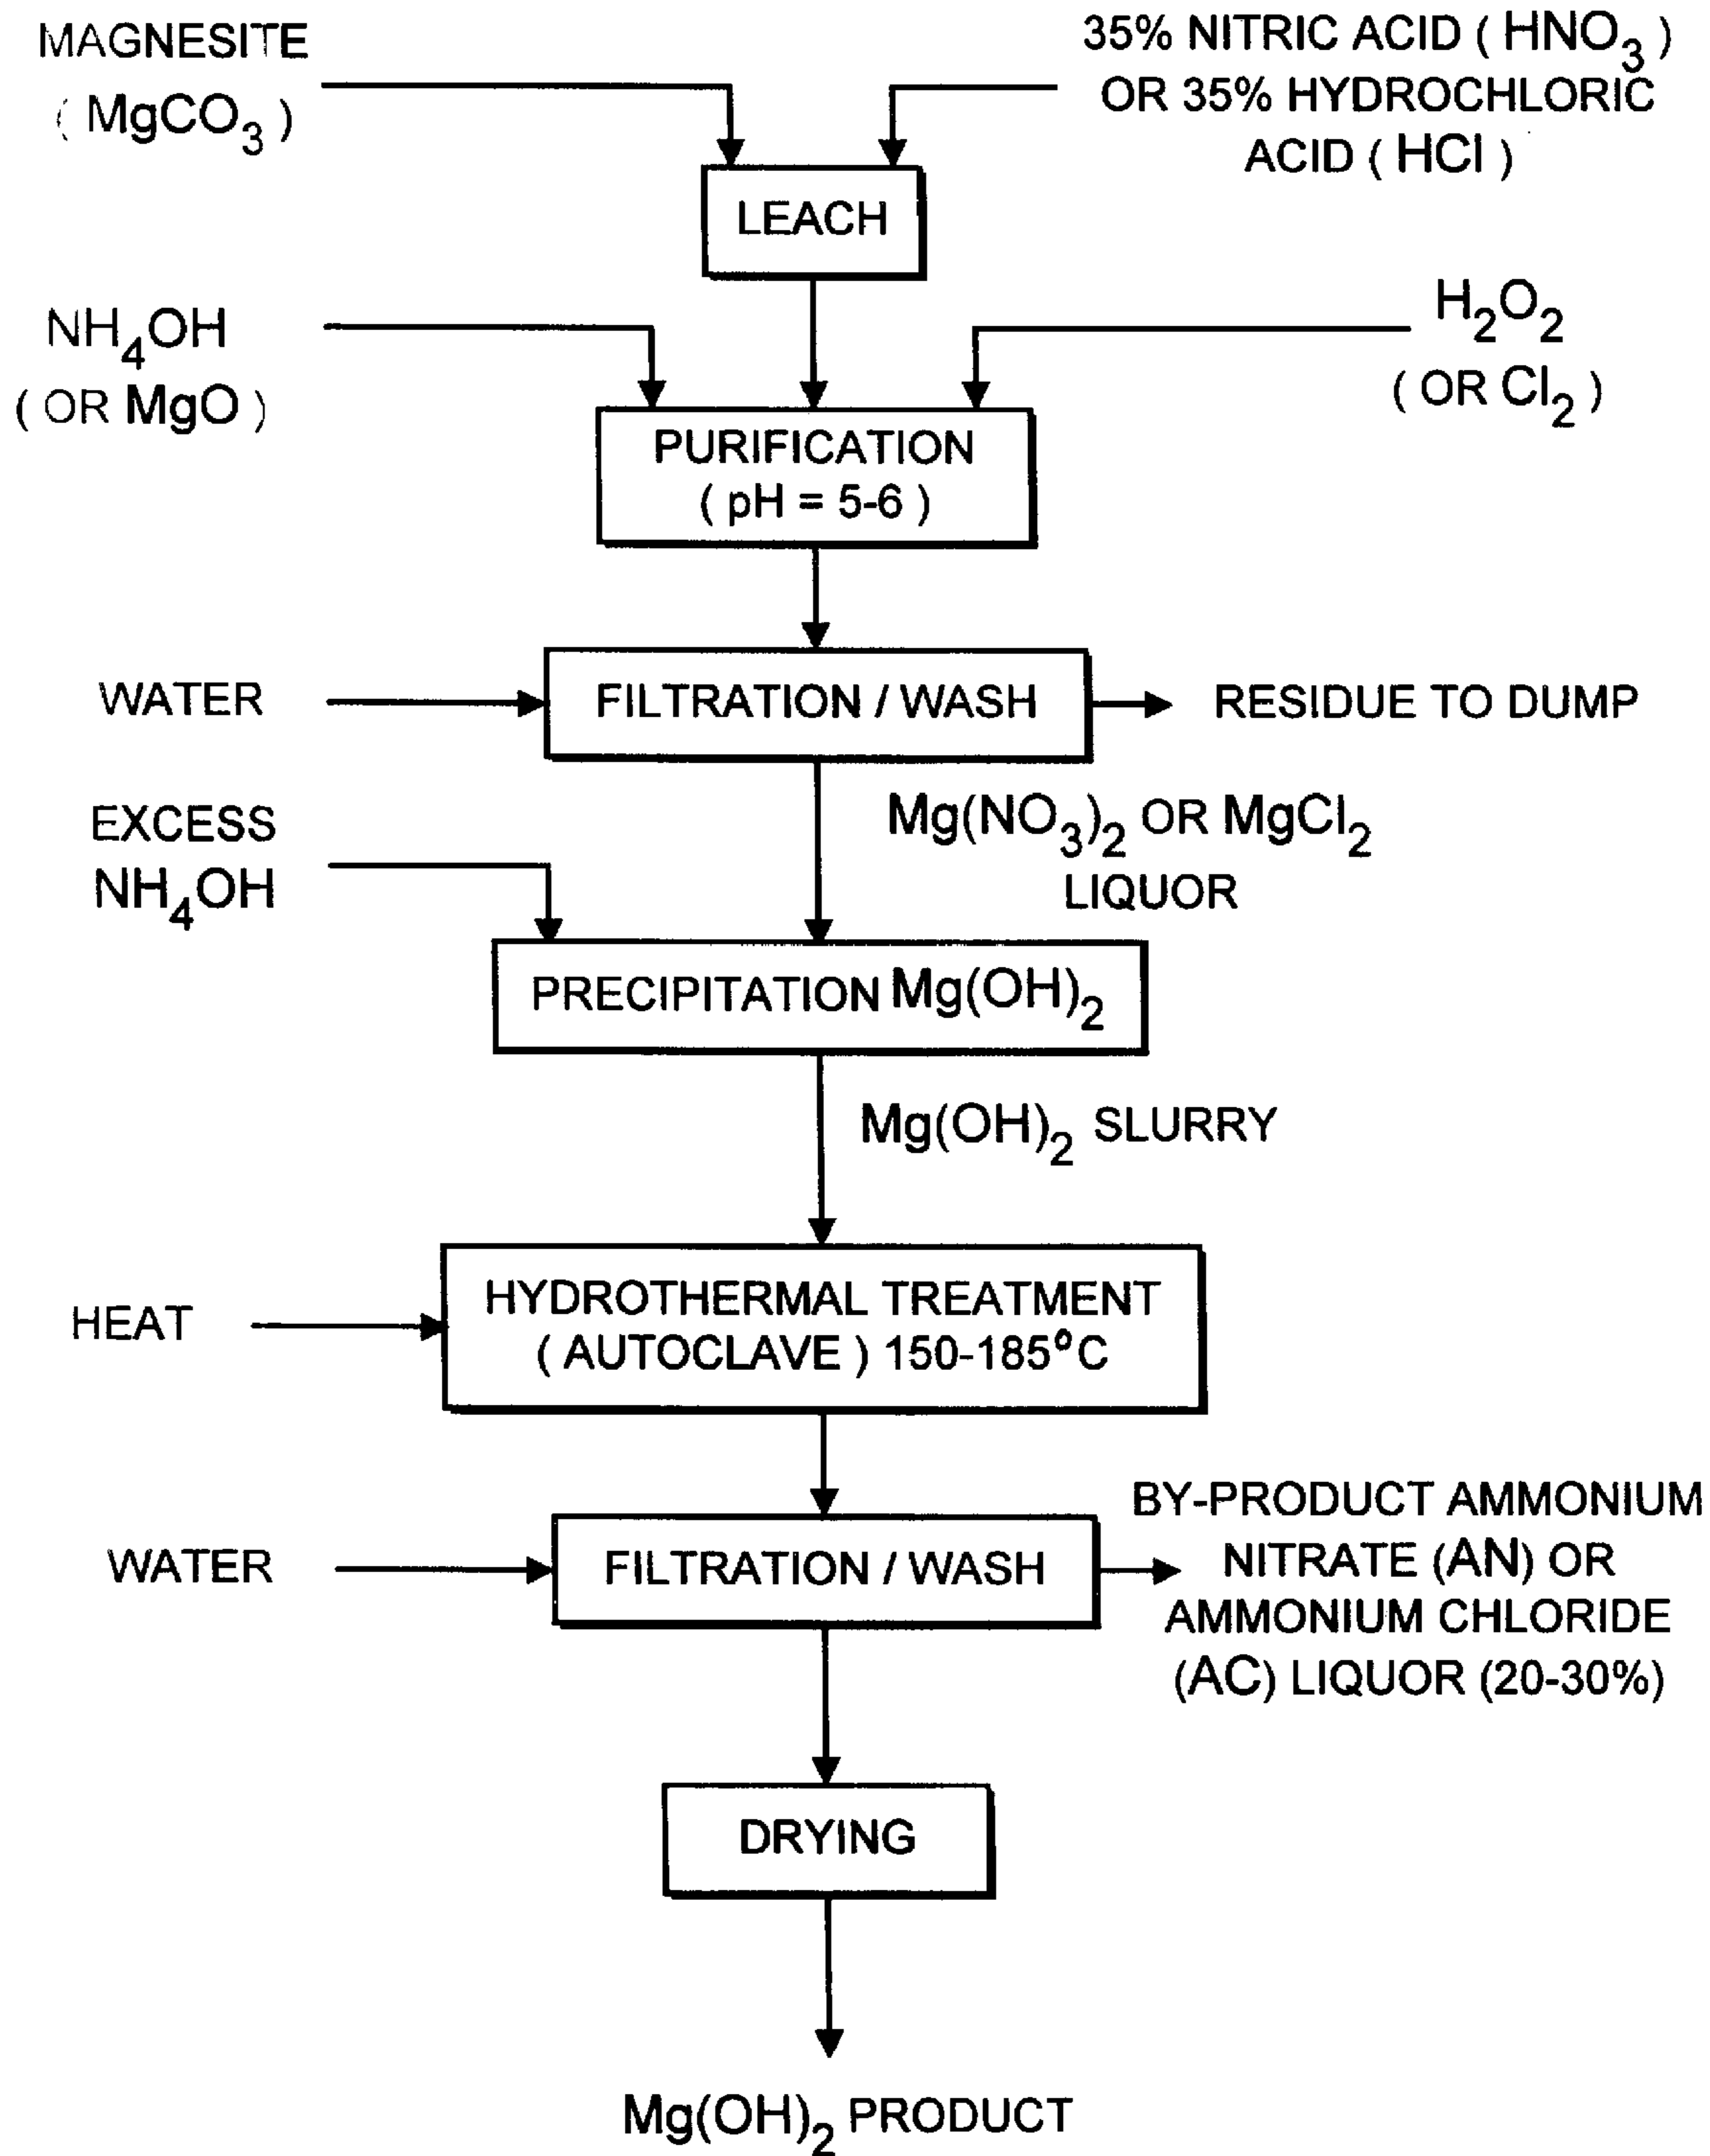 MAGNESITE
( MgCO₃ )
35% NITRIC ACID ( HNO₃ )
OR 35% HYDROCHLORIC
ACID ( HCl )
LEACH
NH₄OH
( OR MgO )
H₂O₂
( OR Cl₂ )
PURIFICATION
( pH = 5-6 )
WATER
FILTRATION / WASH
RESIDUE TO DUMP
EXCESS
NH₄OH
Mg(NO₃)₂ OR MgCl₂
LIQUOR
PRECIPITATION Mg(OH)₂
Mg(OH)₂ SLURRY
HEAT
HYDROTHERMAL TREATMENT
( AUTOCLAVE ) 150-185°C
WATER
FILTRATION / WASH
BY-PRODUCT AMMONIUM
NITRATE (AN) OR
AMMONIUM CHLORIDE
(AC) LIQUOR (20-30%)
DRYING
Mg(OH)₂ PRODUCT